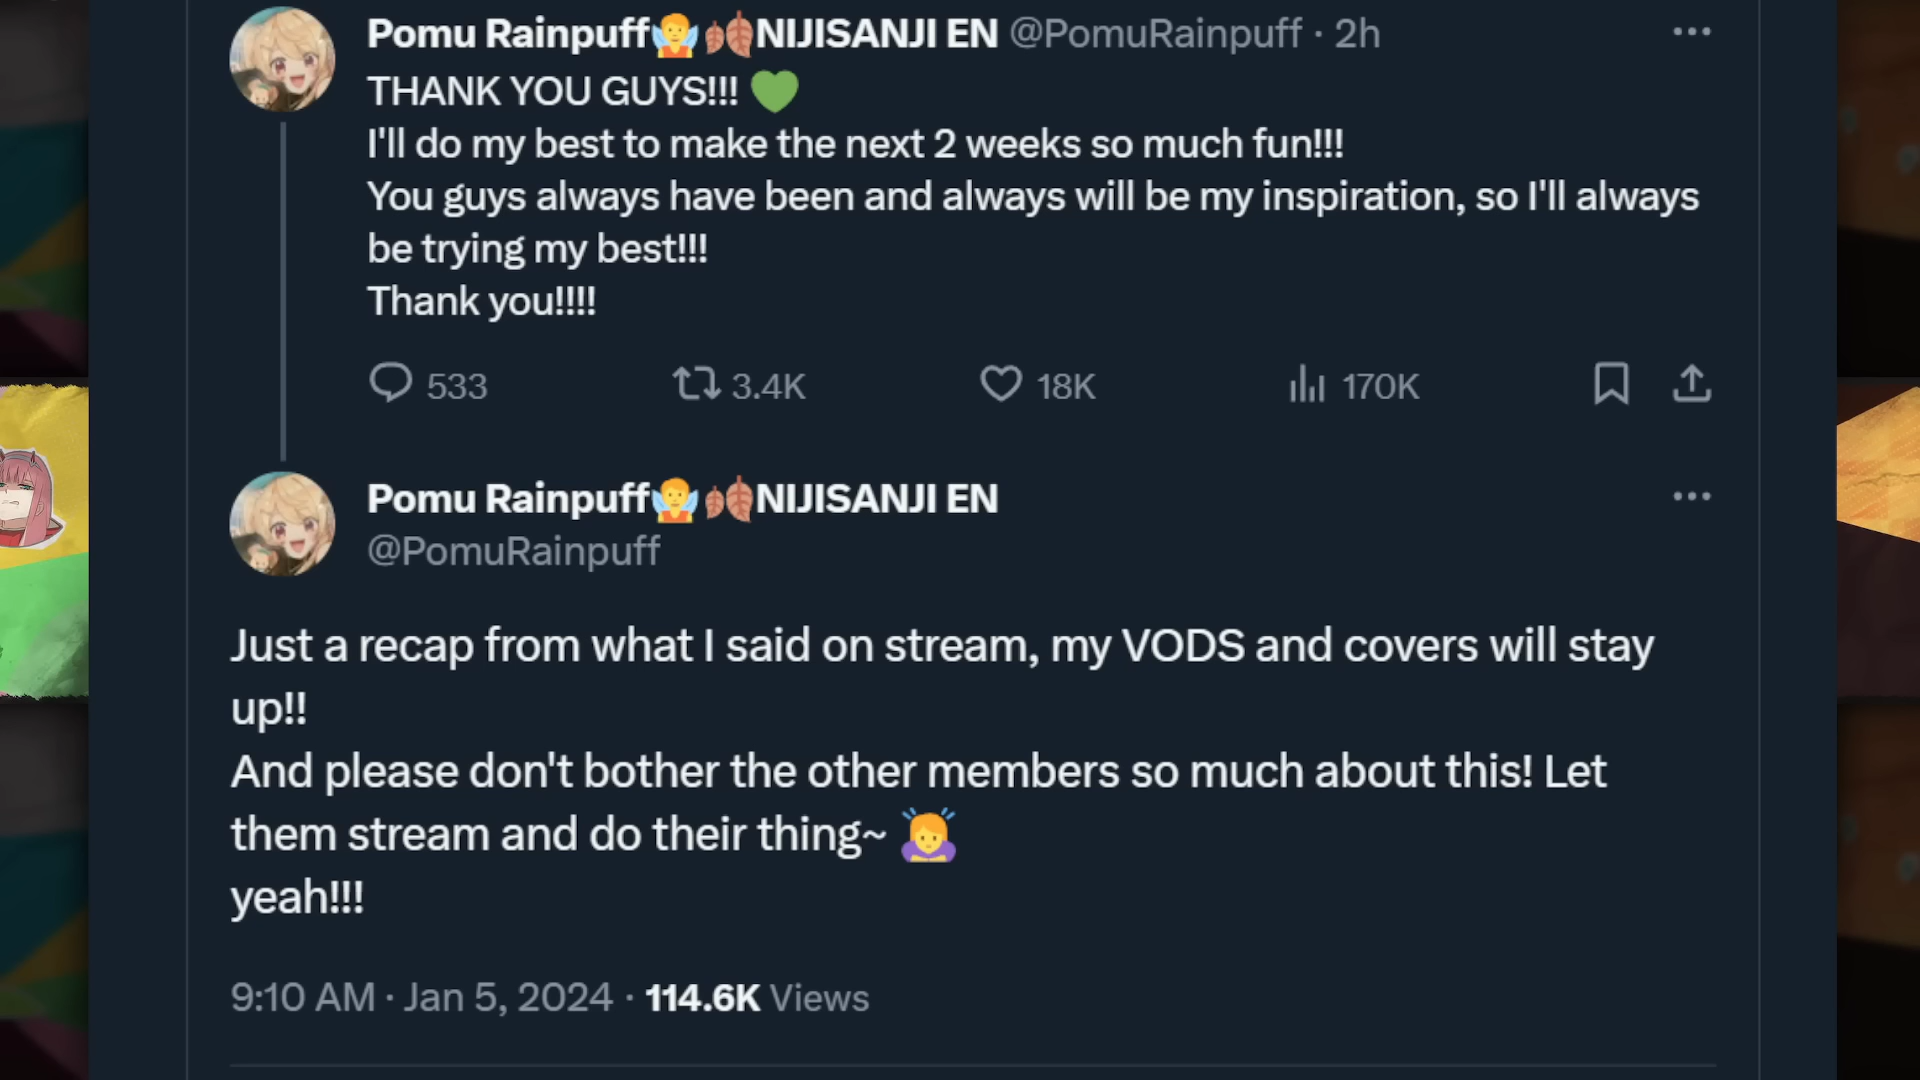 Pomu Rainpuff🧚🍂NIJISANJI EN @PomuRainpuff · 2h
THANK YOU GUYS!!! 💚
I'll do my best to make the next 2 weeks so much fun!!!
You guys always have been and always will be my inspiration, so I'll always
be trying my best!!!
Thank you!!!!
533 3.4K 18K 170K
Pomu Rainpuff🧚🍂NIJISANJI EN
@PomuRainpuff
Just a recap from what I said on stream, my VODS and covers will stay
up!!
And please don't bother the other members so much about this! Let
them stream and do their thing~ 🙇‍♀️
yeah!!!
9:10 AM · Jan 5, 2024 · 114.6K Views